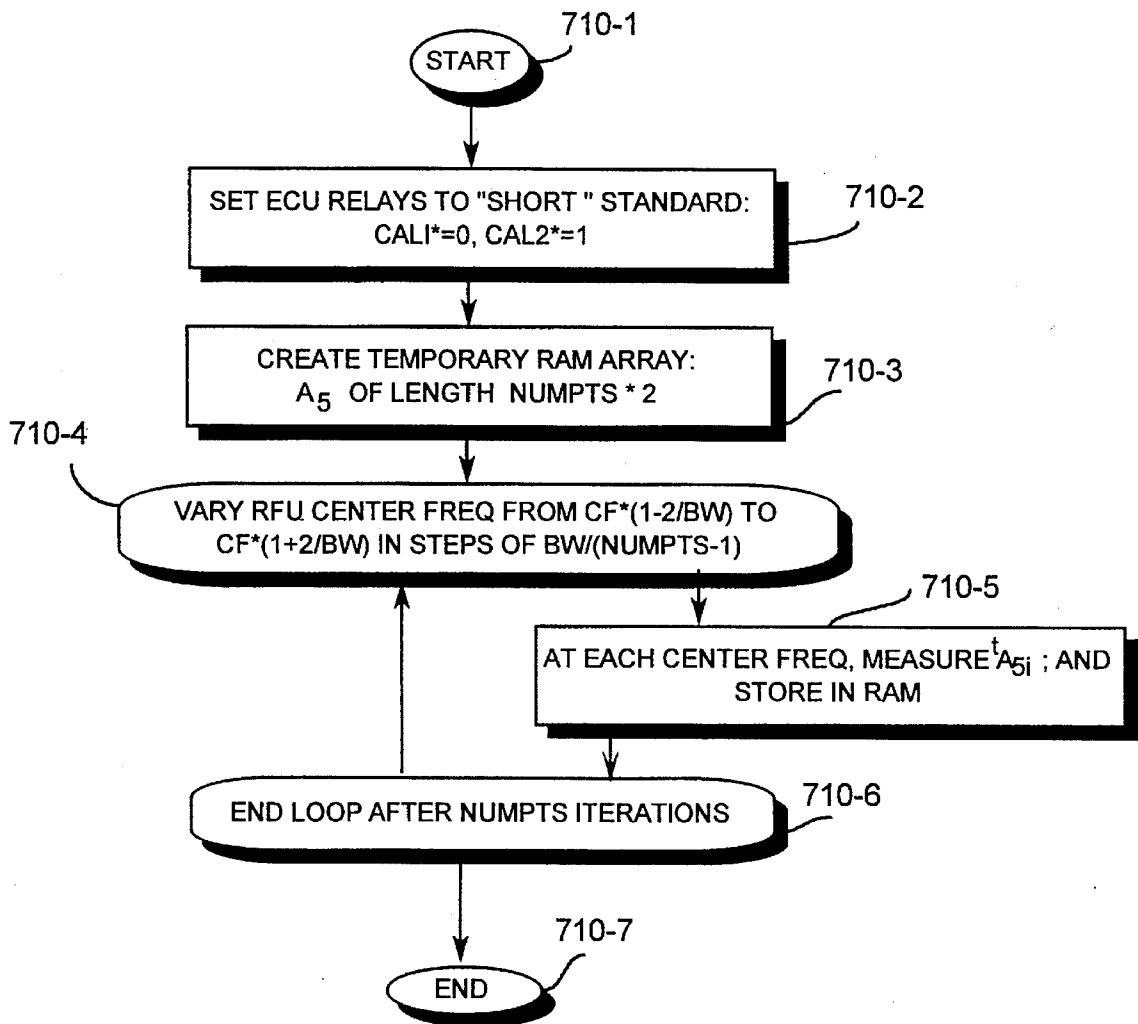 710-1
START
SET ECU RELAYS TO "SHORT " STANDARD:
CALI*=0, CAL2*=1
710-2
CREATE TEMPORARY RAM ARRAY:
A5 OF LENGTH NUMPTS * 2
710-3
710-4
VARY RFU CENTER FREQ FROM CF*(1-2/BW) TO
CF*(1+2/BW) IN STEPS OF BW/(NUMPTS-1)
710-5
AT EACH CENTER FREQ, MEASURE tA5i ; AND
STORE IN RAM
END LOOP AFTER NUMPTS ITERATIONS
710-6
710-7
END